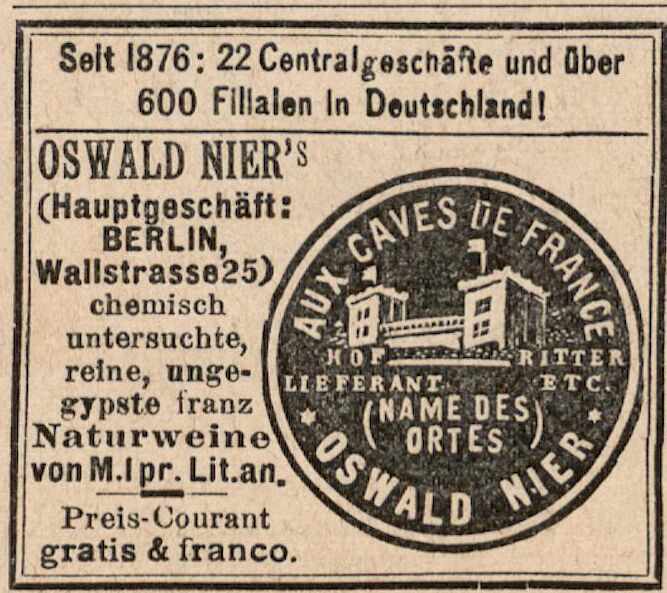 Seit 1876: 22 Centralgeschäfte und über
600 Filialen in Deutschland!
OSWALD NIER's
(Hauptgeschäft:
BERLIN,
Wallstrasse 25)
chemisch
untersuchte,
reine, unge-
gypste franz
Naturweine
von M.1 pr. Lit.an.
Preis-Courant
gratis & franco.
AUX CAVES DE FRANCE
HOF RITTER
LIEFERANT ETC.
(NAME DES
ORTES)
* OSWALD NIER *